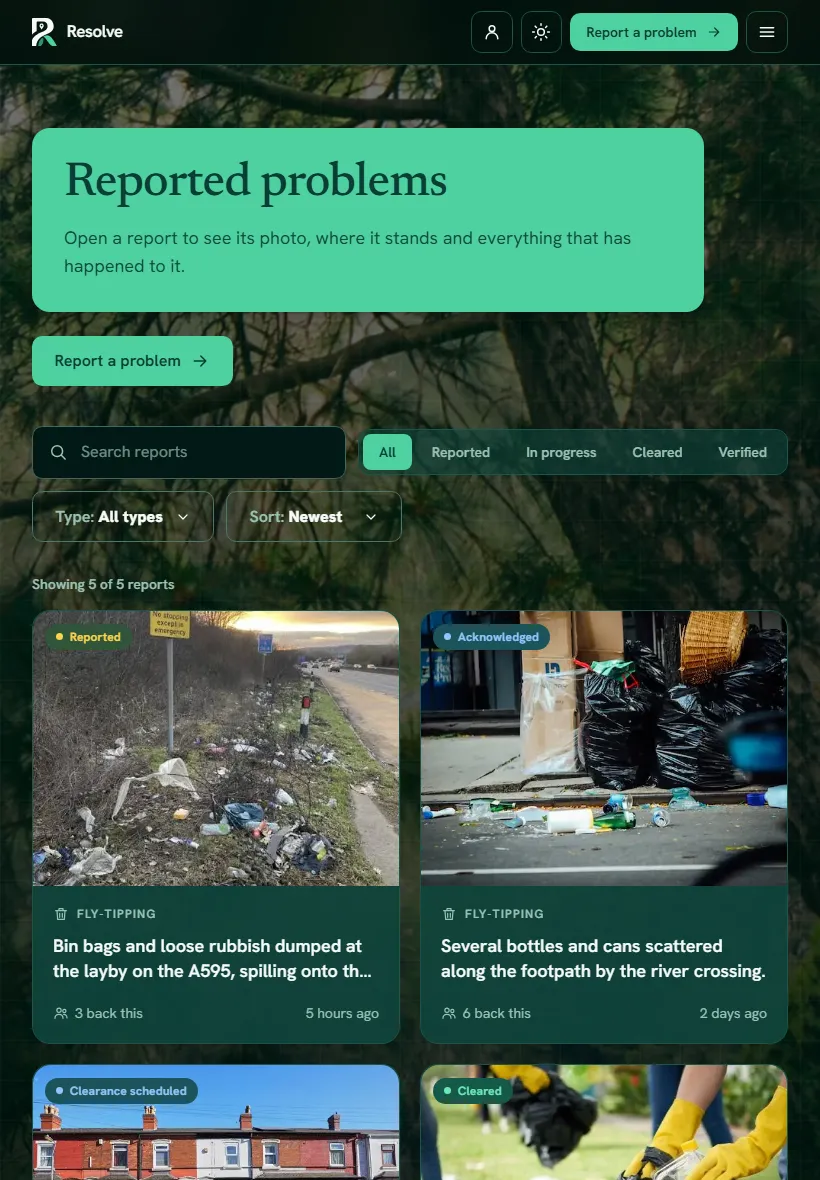 Resolve
Report a problem
Reported problems
Open a report to see its photo, where it stands and everything that has
happened to it.
Report a problem
Search reports
All
Reported
In progress
Cleared
Verified
Type: All types
Sort: Newest
Showing 5 of 5 reports
Reported
No stopping
except in
emergency
Acknowledged
FLY-TIPPING
Bin bags and loose rubbish dumped at
the layby on the A595, spilling onto th...
3 back this
5 hours ago
FLY-TIPPING
Several bottles and cans scattered
along the footpath by the river crossing.
6 back this
2 days ago
Clearance scheduled
Cleared